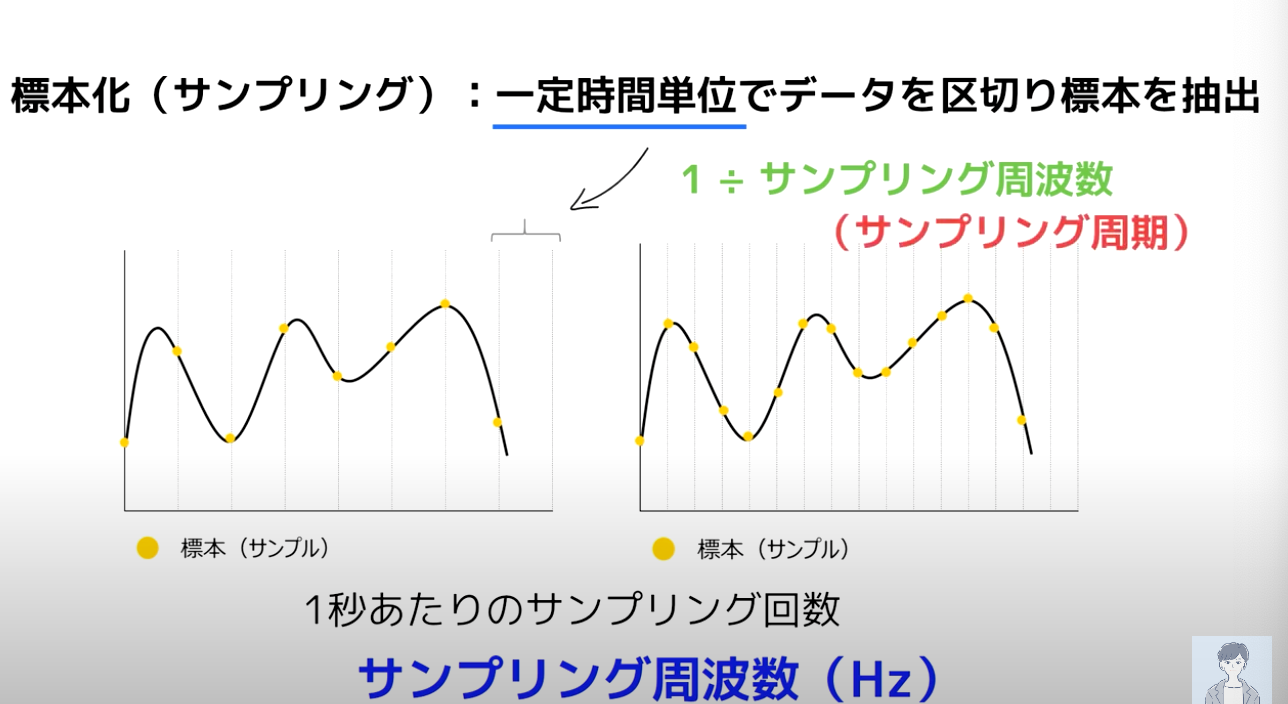 標本化（サンプリング）：一定時間単位でデータを区切り標本を抽出
1 ÷ サンプリング周波数
（サンプリング周期）
標本（サンプル）
標本（サンプル）
1秒あたりのサンプリング回数
サンプリング周波数（Hz）